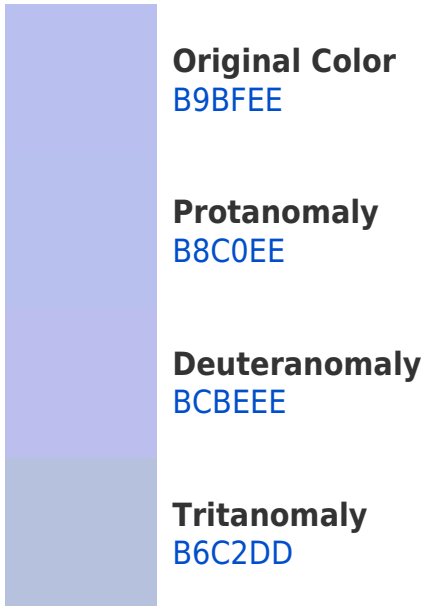 Original Color
B9BFEE
Protanomaly
B8C0EE
Deuteranomaly
BCBEEE
Tritanomaly
B6C2DD